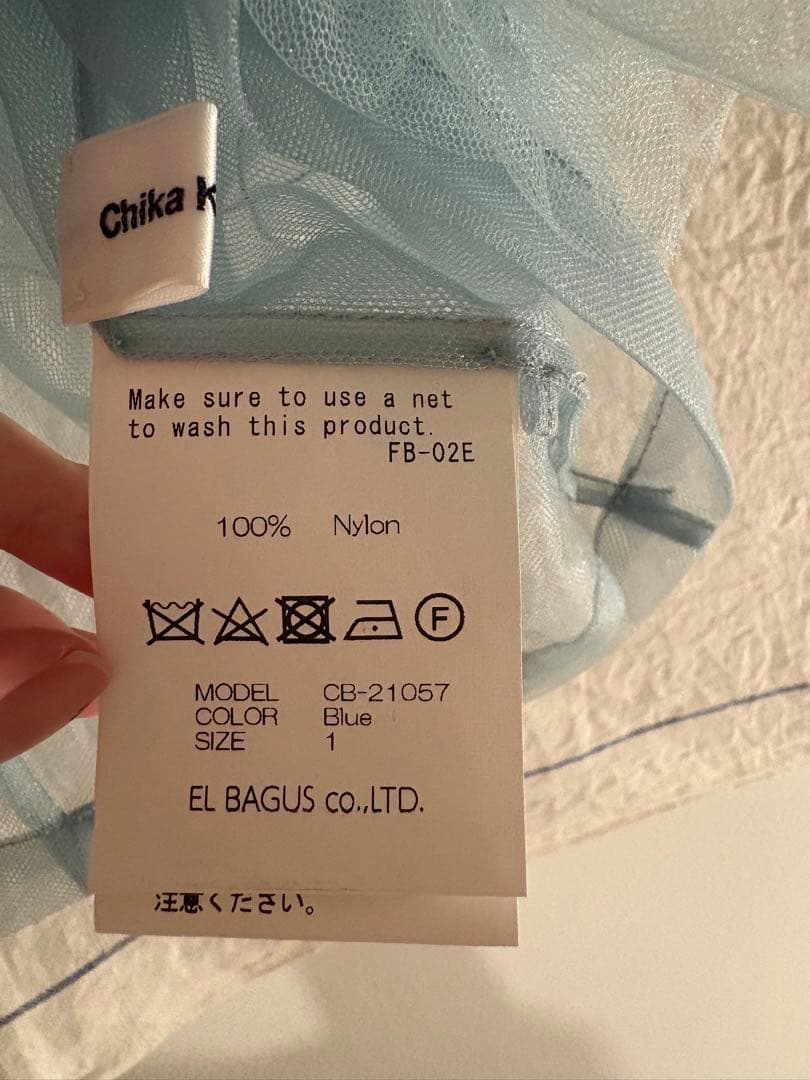 Chika
Make sure to use a net
to wash this product.
FB-02E
100% Nylon
F
MODEL CB-21057
COLOR Blue
SIZE 1
EL BAGUS co.,LTD.
注意ください。